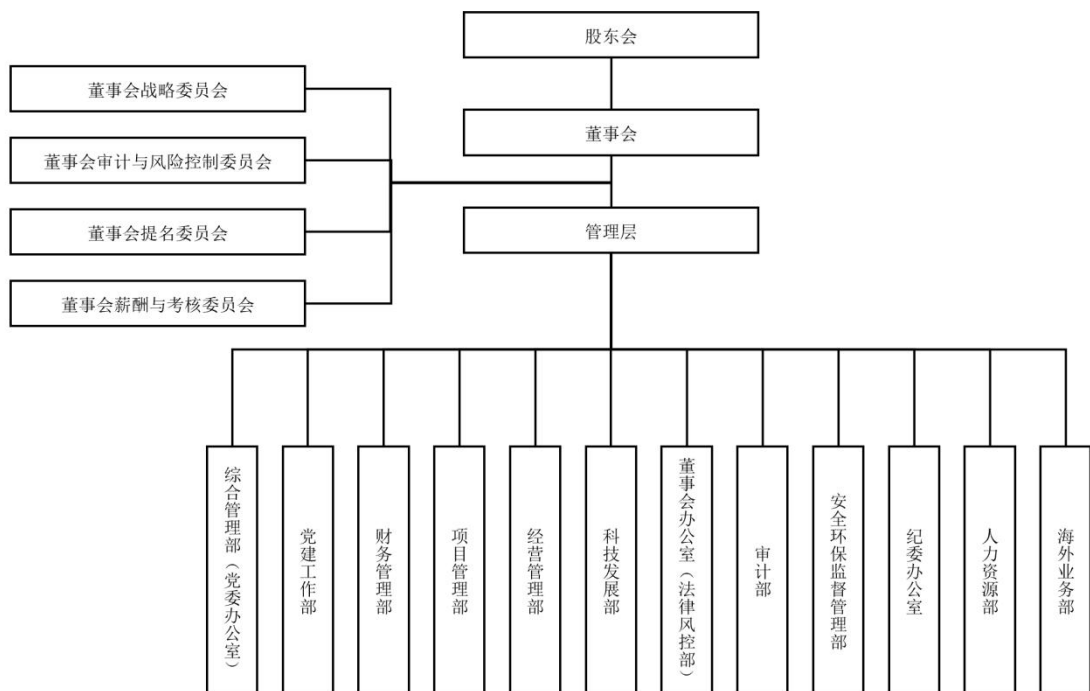 股东会
董事会战略委员会
董事会
董事会审计与风险控制委员会
董事会提名委员会
管理层
董事会薪酬与考核委员会
综合管理部（党委办公室）
党建工作部
财务管理部
项目管理部
经营管理部
科技发展部
董事会办公室（法律风控部）
审计部
安全环保监督管理部
纪委办公室
人力资源部
海外业务部